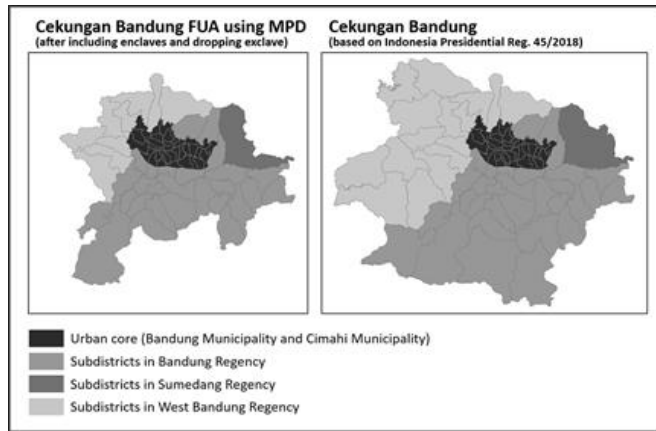 Cekungan Bandung FUA using MPD
(after including enclaves and dropping exclave)
Cekungan Bandung
(based on Indonesia Presidential Reg. 45/2018)
Urban core (Bandung Municipality and Cimahi Municipality)
Subdistricts in Bandung Regency
Subdistricts in Sumedang Regency
Subdistricts in West Bandung Regency